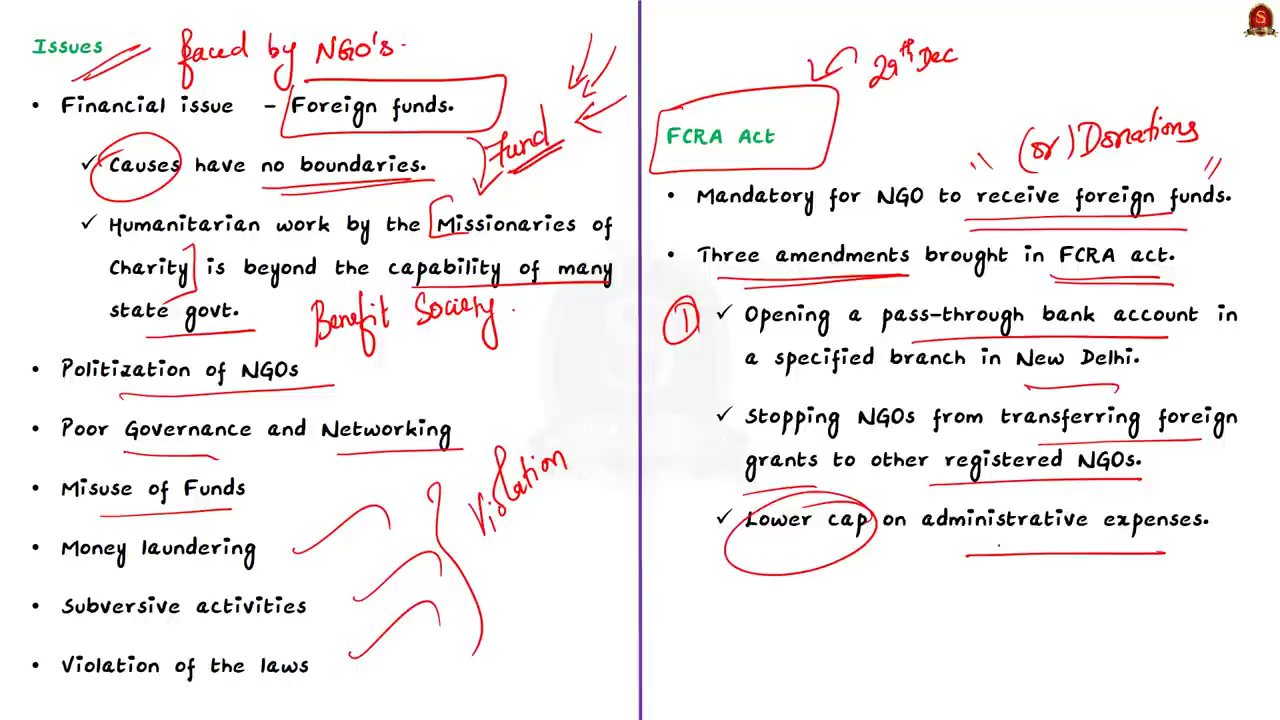 Issues faced by NGO's.
• Financial issue - Foreign funds.
Fund
✓ Causes have no boundaries.
✓ Humanitarian work by the Missionaries of
Charity is beyond the capability of many
state govt.
Benefit Society.
• Politization of NGOs
• Poor Governance and Networking
• Misuse of Funds
Violation
• Money laundering
• Subversive activities
• Violation of the laws
29th Dec
FCRA Act
" (or) Donations "
• Mandatory for NGO to receive foreign funds.
• Three amendments brought in FCRA act.
① ✓ Opening a pass-through bank account in
a specified branch in New Delhi.
✓ Stopping NGOs from transferring foreign
grants to other registered NGOs.
✓ Lower cap on administrative expenses.